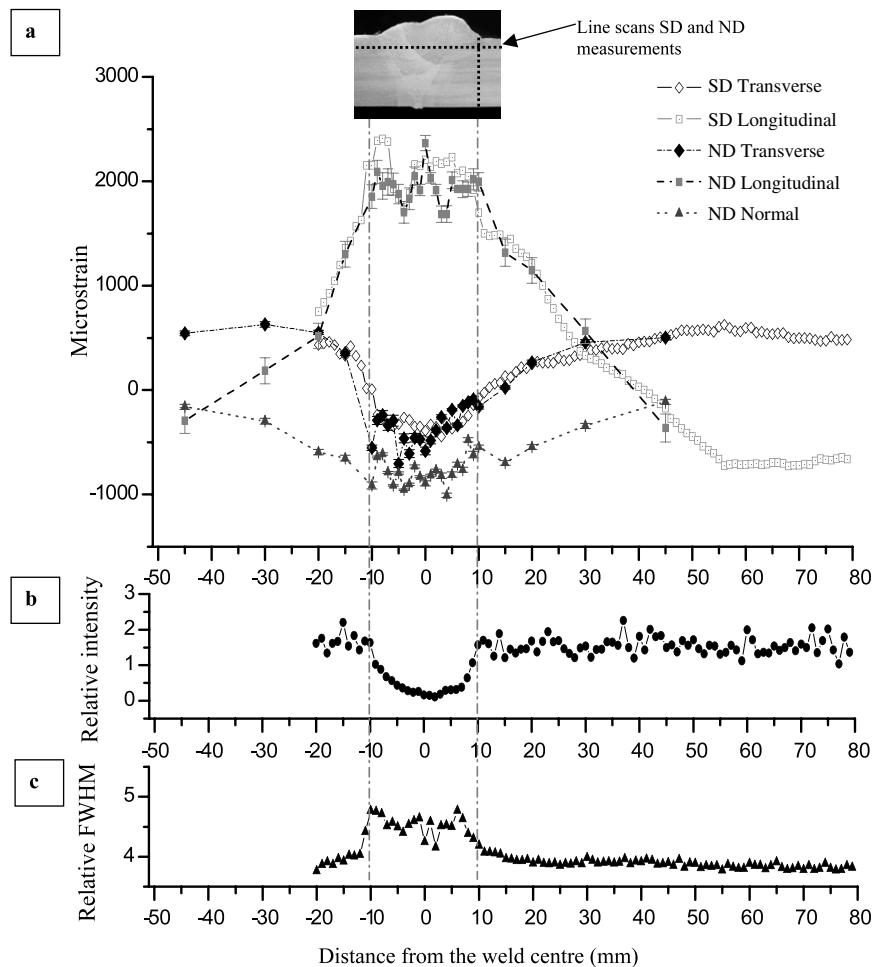 a
Line scans SD and ND
measurements
SD Transverse
SD Longitudinal
ND Transverse
ND Longitudinal
ND Normal
Microstrain
3000
2000
1000
0
-1000
-50 -40 -30 -20 -10 0 10 20 30 40 50 60 70 80
b
Relative intensity
3
2
1
0
-50 -40 -30 -20 -10 0 10 20 30 40 50 60 70 80
c
Relative FWHM
5
4
-50 -40 -30 -20 -10 0 10 20 30 40 50 60 70 80
Distance from the weld centre (mm)